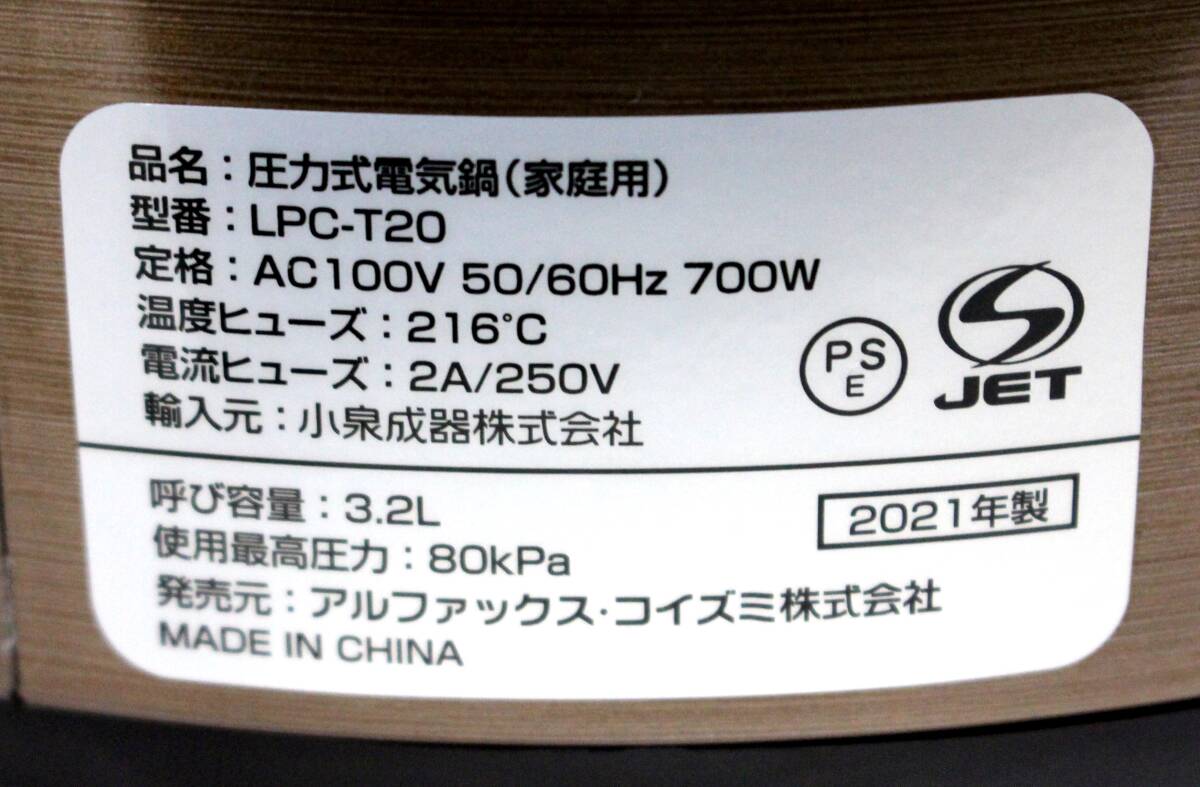 品名：圧力式電気鍋（家庭用）
型番：LPC-T20
定格：AC100V 50/60Hz 700W
温度ヒューズ：216℃
電流ヒューズ：2A/250V
輸入元：小泉成器株式会社
PS
E
JET
呼び容量：3.2L
2021年製
使用最高圧力：80kPa
発売元：アルファックス・コイズミ株式会社
MADE IN CHINA